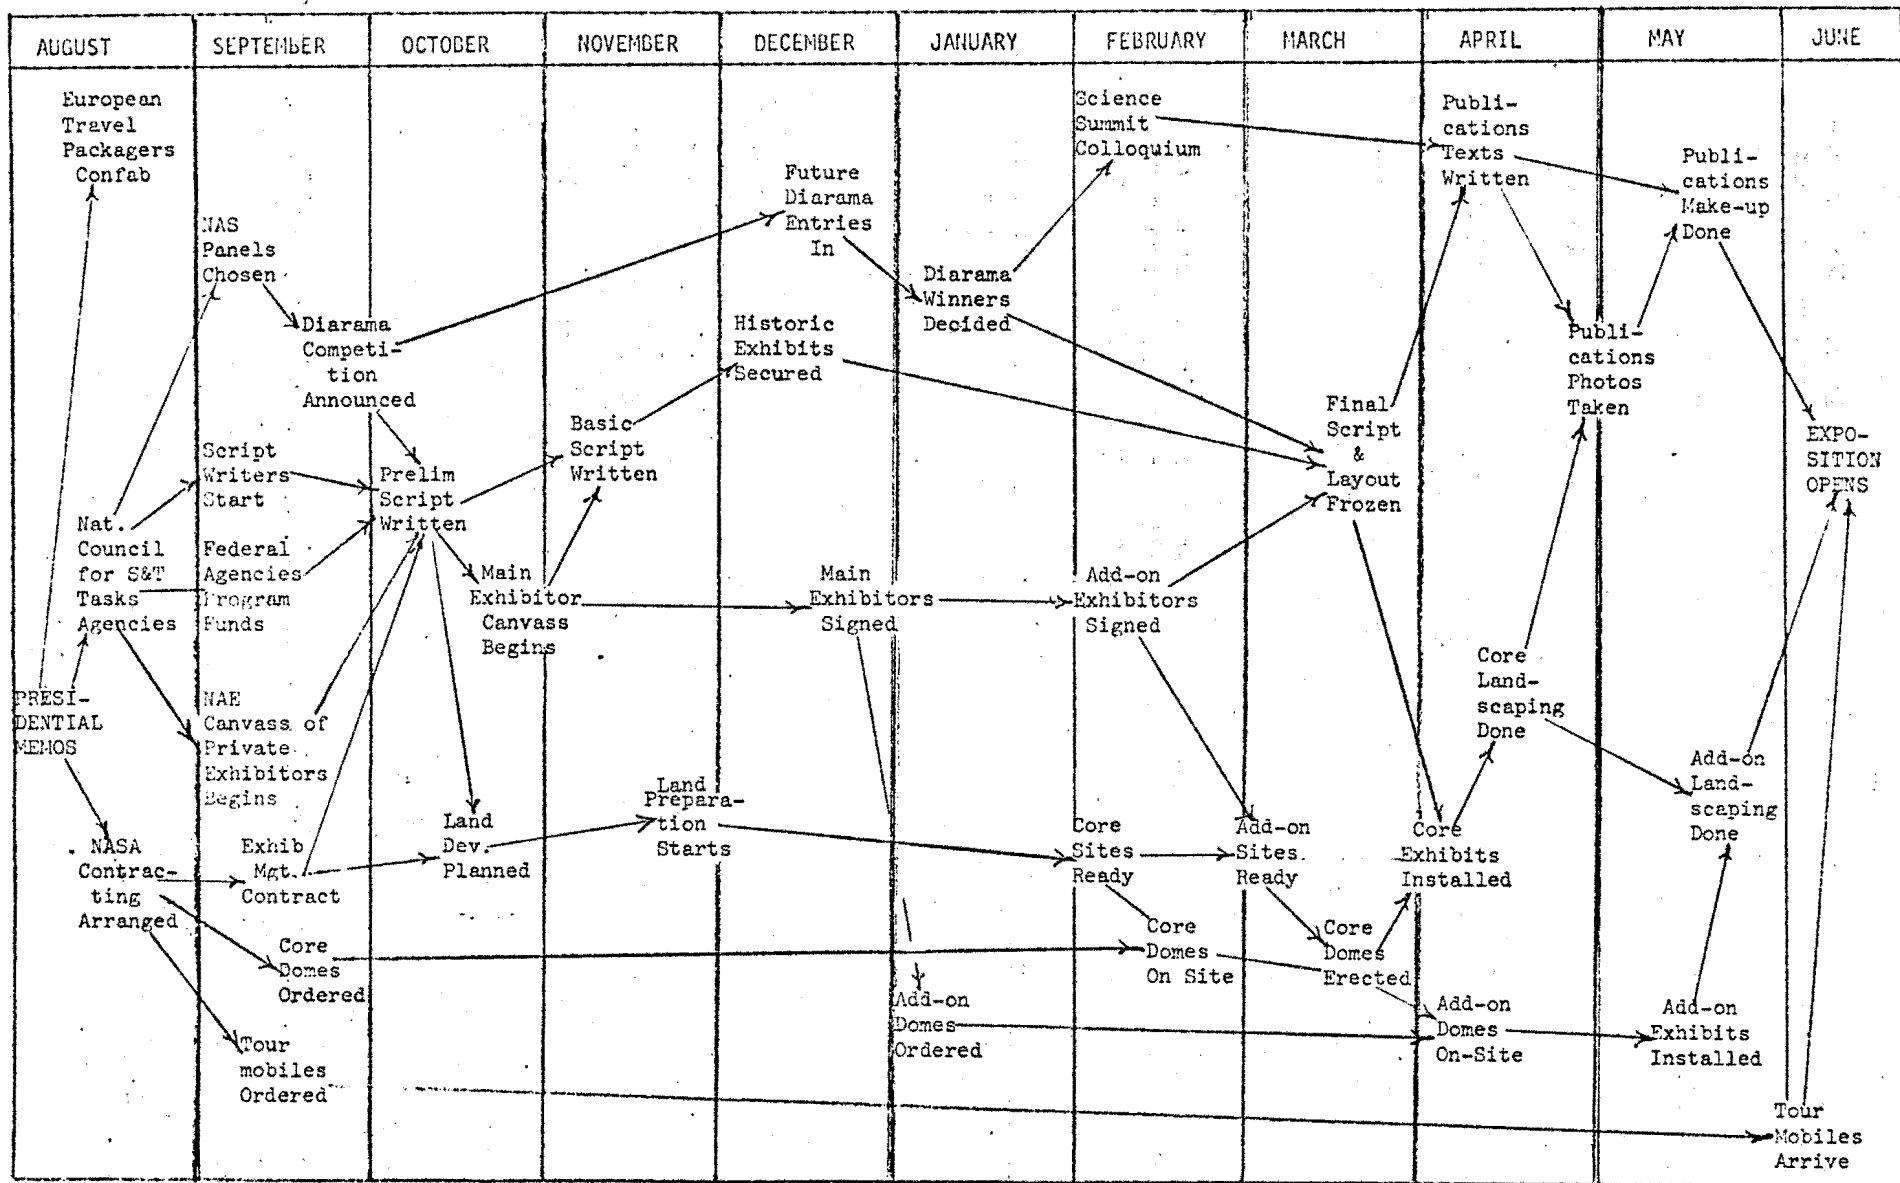 AUGUST
SEPTEMBER
OCTOBER
NOVEMBER
DECEMBER
JANUARY
FEBRUARY
MARCH
APRIL
MAY
JUNE
European
Travel
Packagers
Confab
Nat.
Council
for S&T
Tasks
Agencies
PRESI-
DENTIAL
MEMOS
NASA
Contrac-
ting
Arranged
NAS
Panels
Chosen
Script
Writers
Start
Federal
Agencies
Program
Funds
NAE
Canvass of
Private
Exhibitors
Begins
Exhib
Mgt.
Contract
Core
Domes
Ordered
Tour
mobiles
Ordered
Diarama
Competi-
tion
Announced
Prelim
Script
Written
Main
Exhibitor
Canvass
Begins
Land
Dev.
Planned
Basic
Script
Written
Land
Prepara-
tion
Starts
Future
Diarama
Entries
In
Historic
Exhibits
Secured
Main
Exhibitors
Signed
Diarama
Winners
Decided
Add-on
Domes
Ordered
Science
Summit
Colloquium
Add-on
Exhibitors
Signed
Core
Sites
Ready
Core
Domes
On Site
Final
Script
&
Layout
Frozen
Add-on
Sites
Ready
Core
Domes
Erected
Publi-
cations
Texts
Written
Publi-
cations
Photos
Taken
Core
Land-
scaping
Done
Core
Exhibits
Installed
Add-on
Domes
On-Site
Publi-
cations
Make-up
Done
Add-on
Land-
scaping
Done
Add-on
Exhibits
Installed
EXPO-
SITION
OPENS
Tour
Mobiles
Arrive